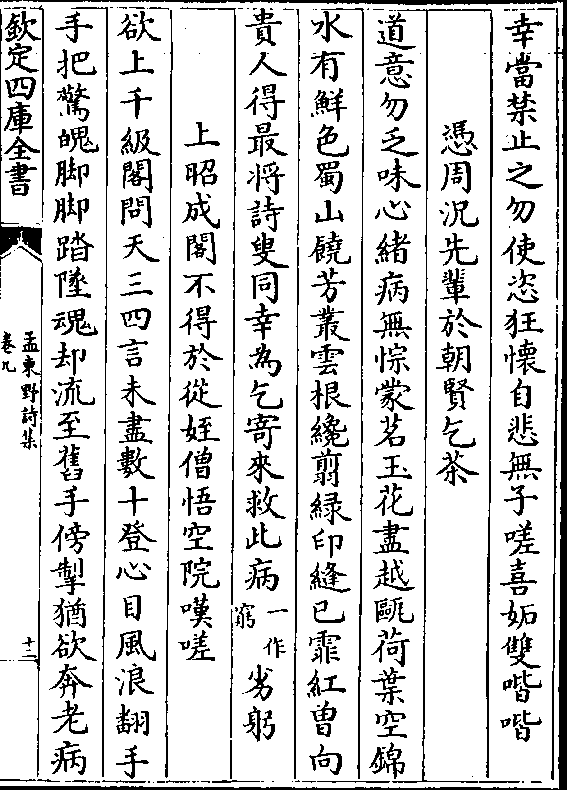 幸當禁止之勿使恣狂懷自悲無子嗟喜妬雙喈喈
憑周況先輩於朝賢乞茶
道意勿乏味心緒病無悰蒙茗玉花盡越甌荷葉空錦
水有鮮色蜀山饒芳叢雲根纔翦緑印縫已霏紅曽向
貴人得最將詩叟同幸為乞寄來救此病一作窮劣躬
上昭成閣不得於從姪僧悟空院嘆嗟
欲上千級閣問天三四言未盡數十登心目風浪翻手
手把驚魄脚脚踏墜魂却流至舊手傍掣猶欲奔老病
欽定四庫全書
孟東野詩集
卷九
十三